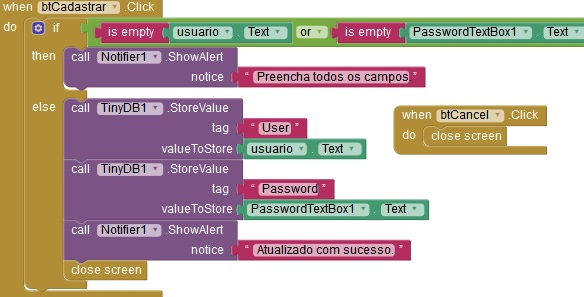 when btCadastrar .Click
do if is empty usuario . Text or is empty PasswordTextBox1 . Text
then call Notifier1 .ShowAlert
notice " Preencha todos os campos "
else call TinyDB1 .StoreValue
tag " User "
valueToStore usuario . Text
call TinyDB1 .StoreValue
tag " Password "
valueToStore PasswordTextBox1 . Text
call Notifier1 .ShowAlert
notice " Atualizado com sucesso. "
close screen
when btCancel .Click
do close screen